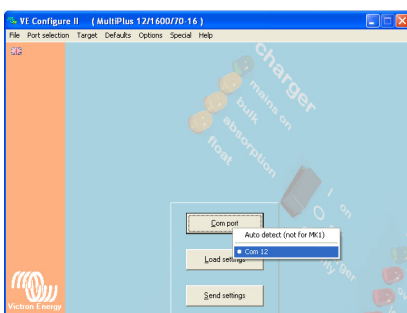 VE Configure II ( MultiPlus 12/1600/70-16 )
File Port selection Target Defaults Options Special Help
charger
mains on
bulk
absorption
float
Com port
Auto detect (not for MK1)
Com 12
Load settings
Send settings
on
Victron Energy